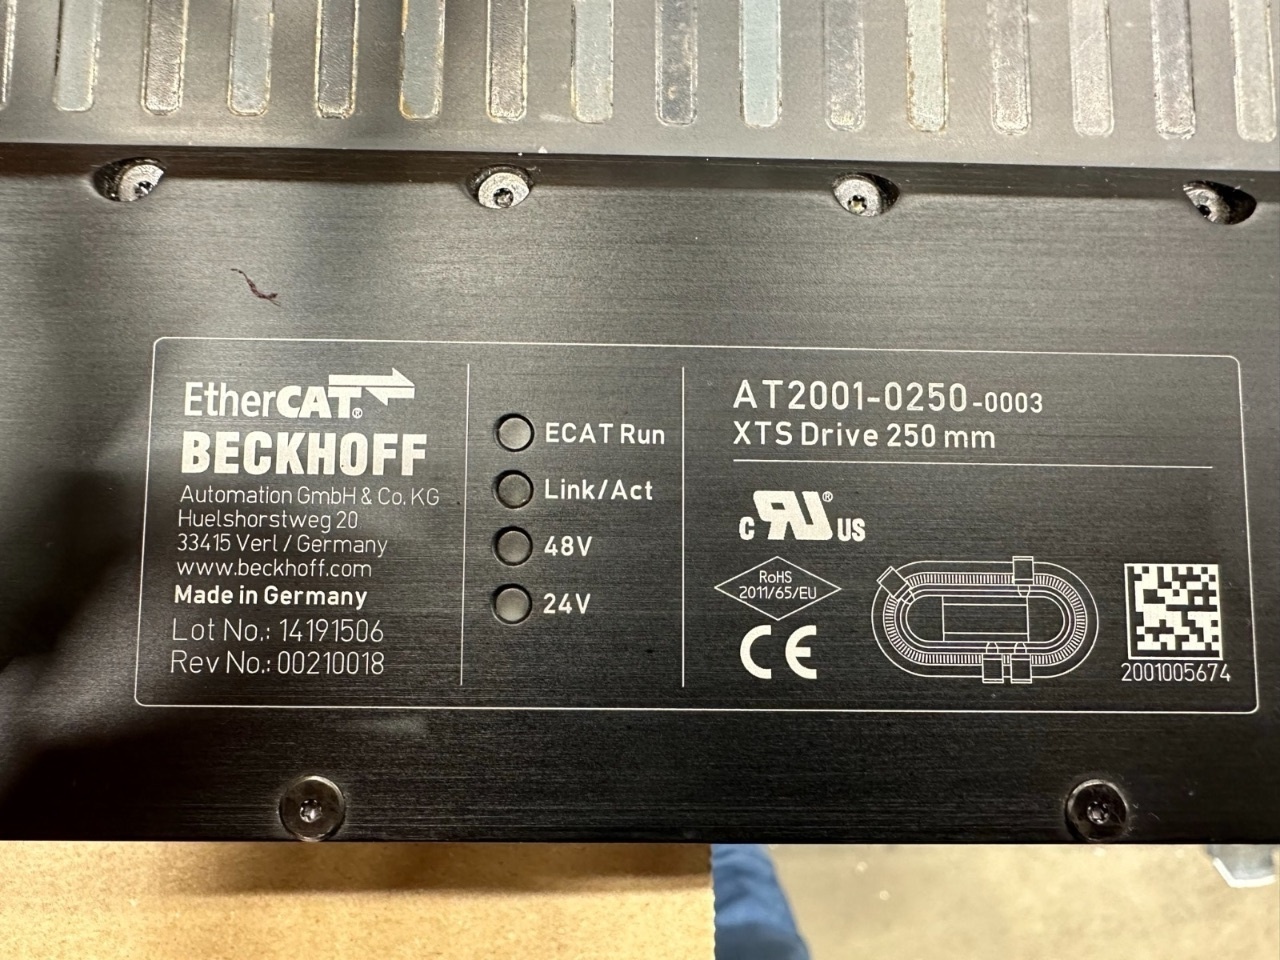 EtherCAT®
BECKHOFF
Automation GmbH & Co. KG
Huelshorstweg 20
33415 Verl / Germany
www.beckhoff.com
Made in Germany
Lot No.: 14191506
Rev No.: 00210018
ECAT Run
Link/Act
48V
24V
AT2001-0250-0003
XTS Drive 250 mm
c RU® US
RoHS
2011/65/EU
CE
2001005674